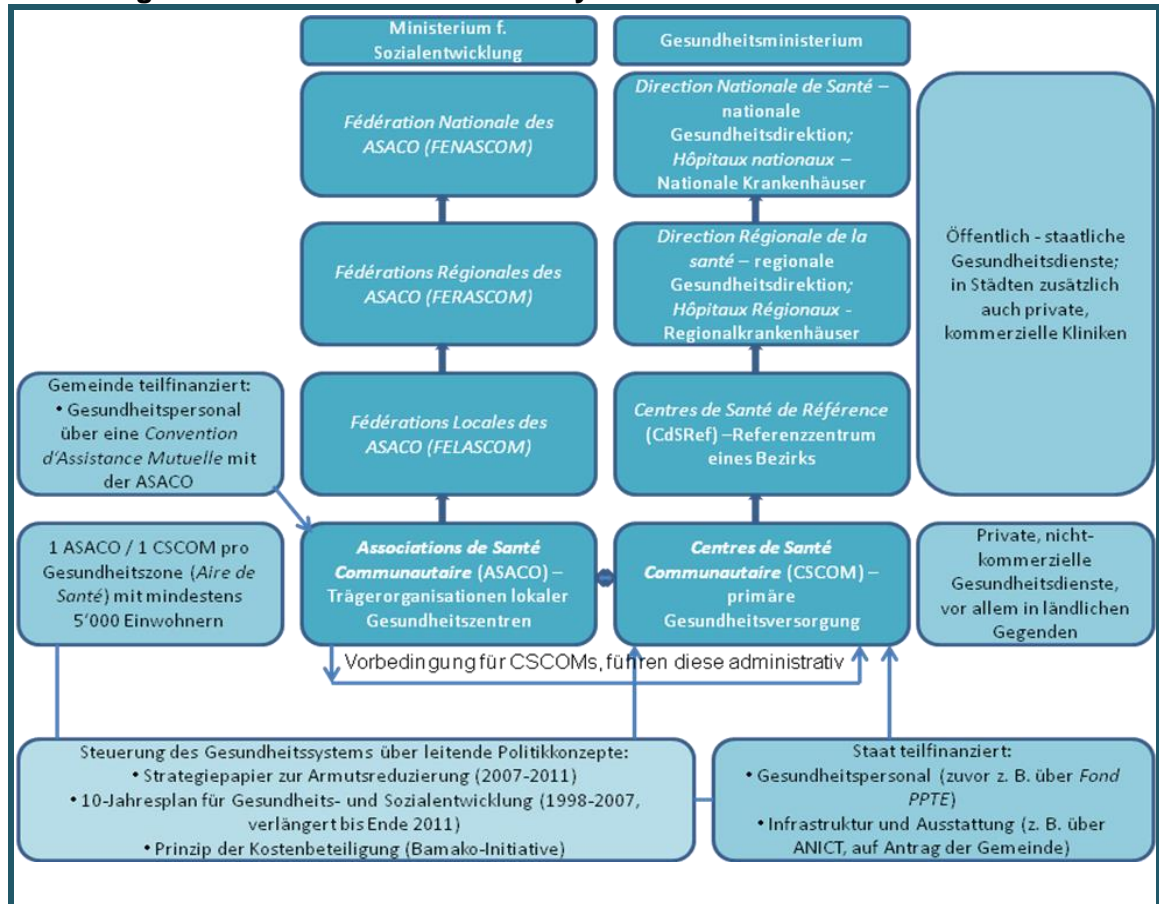 Ministerium f.
Sozialentwicklung
Gesundheitsministerium
Fédération Nationale des
ASACO (FENASCOM)
Direction Nationale de Santé –
nationale
Gesundheitsdirektion;
Hôpitaux nationaux –
Nationale Krankenhäuser
Öffentlich - staatliche
Gesundheitsdienste;
in Städten zusätzlich
auch private,
kommerzielle Kliniken
Fédérations Régionales des
ASACO (FERASCOM)
Direction Régionale de la
santé – regionale
Gesundheitsdirektion;
Hôpitaux Régionaux -
Regionalkrankenhäuser
Gemeinde teilfinanziert:
• Gesundheitspersonal
über eine Convention
d'Assistance Mutuelle mit
der ASACO
Fédérations Locales des
ASACO (FELASCOM)
Centres de Santé de Référence
(CdSRef) –Referenzzentrum
eines Bezirks
1 ASACO / 1 CSCOM pro
Gesundheitszone (Aire de
Santé) mit mindestens
5'000 Einwohnern
Associations de Santé
Communautaire (ASACO) –
Trägerorganisationen lokaler
Gesundheitszentren
Centres de Santé
Communautaire (CSCOM) –
primäre
Gesundheitsversorgung
Private, nicht-
kommerzielle
Gesundheitsdienste,
vor allem in ländlichen
Gegenden
Vorbedingung für CSCOMs, führen diese administrativ
Steuerung des Gesundheitssystems über leitende Politikkonzepte:
• Strategiepapier zur Armutsreduzierung (2007-2011)
• 10-Jahresplan für Gesundheits- und Sozialentwicklung (1998-2007,
verlängert bis Ende 2011)
• Prinzip der Kostenbeteiligung (Bamako-Initiative)
Staat teilfinanziert:
• Gesundheitspersonal (zuvor z. B. über Fond
PPTE)
• Infrastruktur und Ausstattung (z. B. über
ANICT, auf Antrag der Gemeinde)